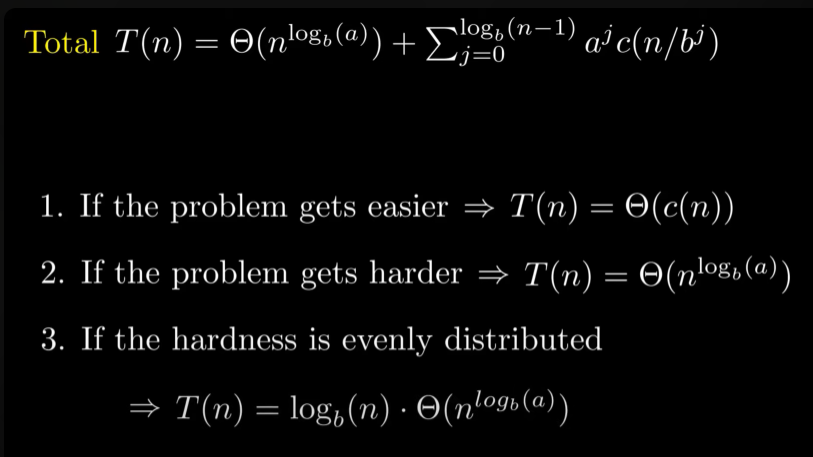 Total T(n) = Θ(n^{log_b(a)}) + ∑_{j=0}^{log_b(n−1)} a^j c(n/b^j)
1. If the problem gets easier ⇒ T(n) = Θ(c(n))
2. If the problem gets harder ⇒ T(n) = Θ(n^{log_b(a)})
3. If the hardness is evenly distributed
⇒ T(n) = log_b(n) · Θ(n^{log_b(a)})